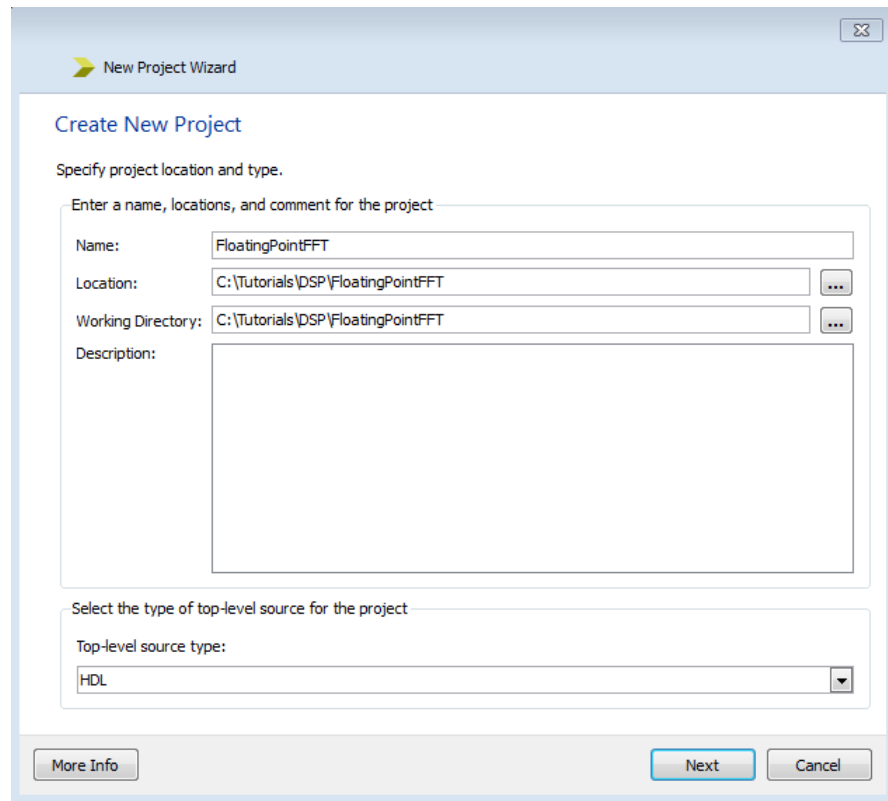 New Project Wizard
Create New Project
Specify project location and type.
Enter a name, locations, and comment for the project
Name: FloatingPointFFT
Location: C:\Tutorials\DSP\FloatingPointFFT ...
Working Directory: C:\Tutorials\DSP\FloatingPointFFT ...
Description:
Select the type of top-level source for the project
Top-level source type:
HDL
More Info Next Cancel